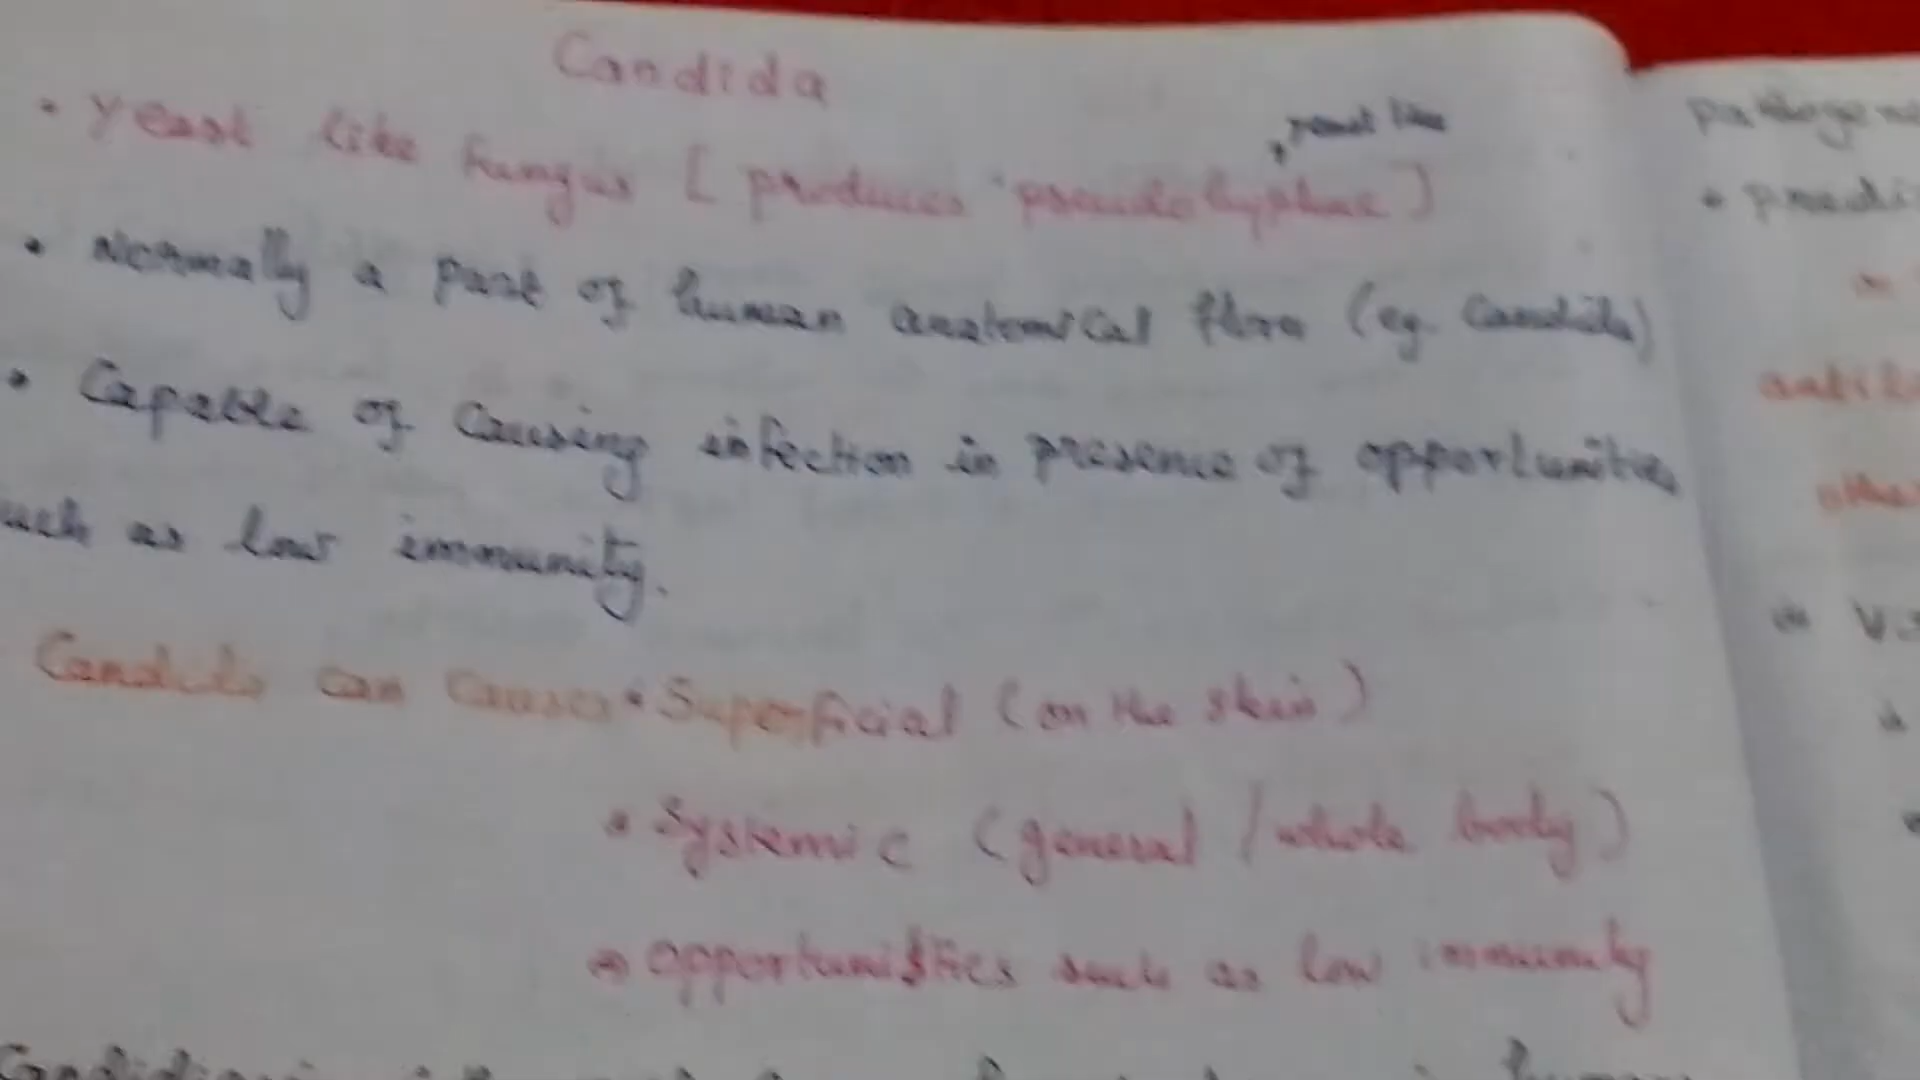 Candida
• Yeast like fungus [ produces pseudohyphae ]
• Normally a part of human anatomical flora (eg. Candida)
• Capable of causing infection in presence of opportunities
such as low immunity.
Candida can causes • Superficial (on the skin)
• Systemic (general / whole body)
→ opportunistics such as low immunity
human